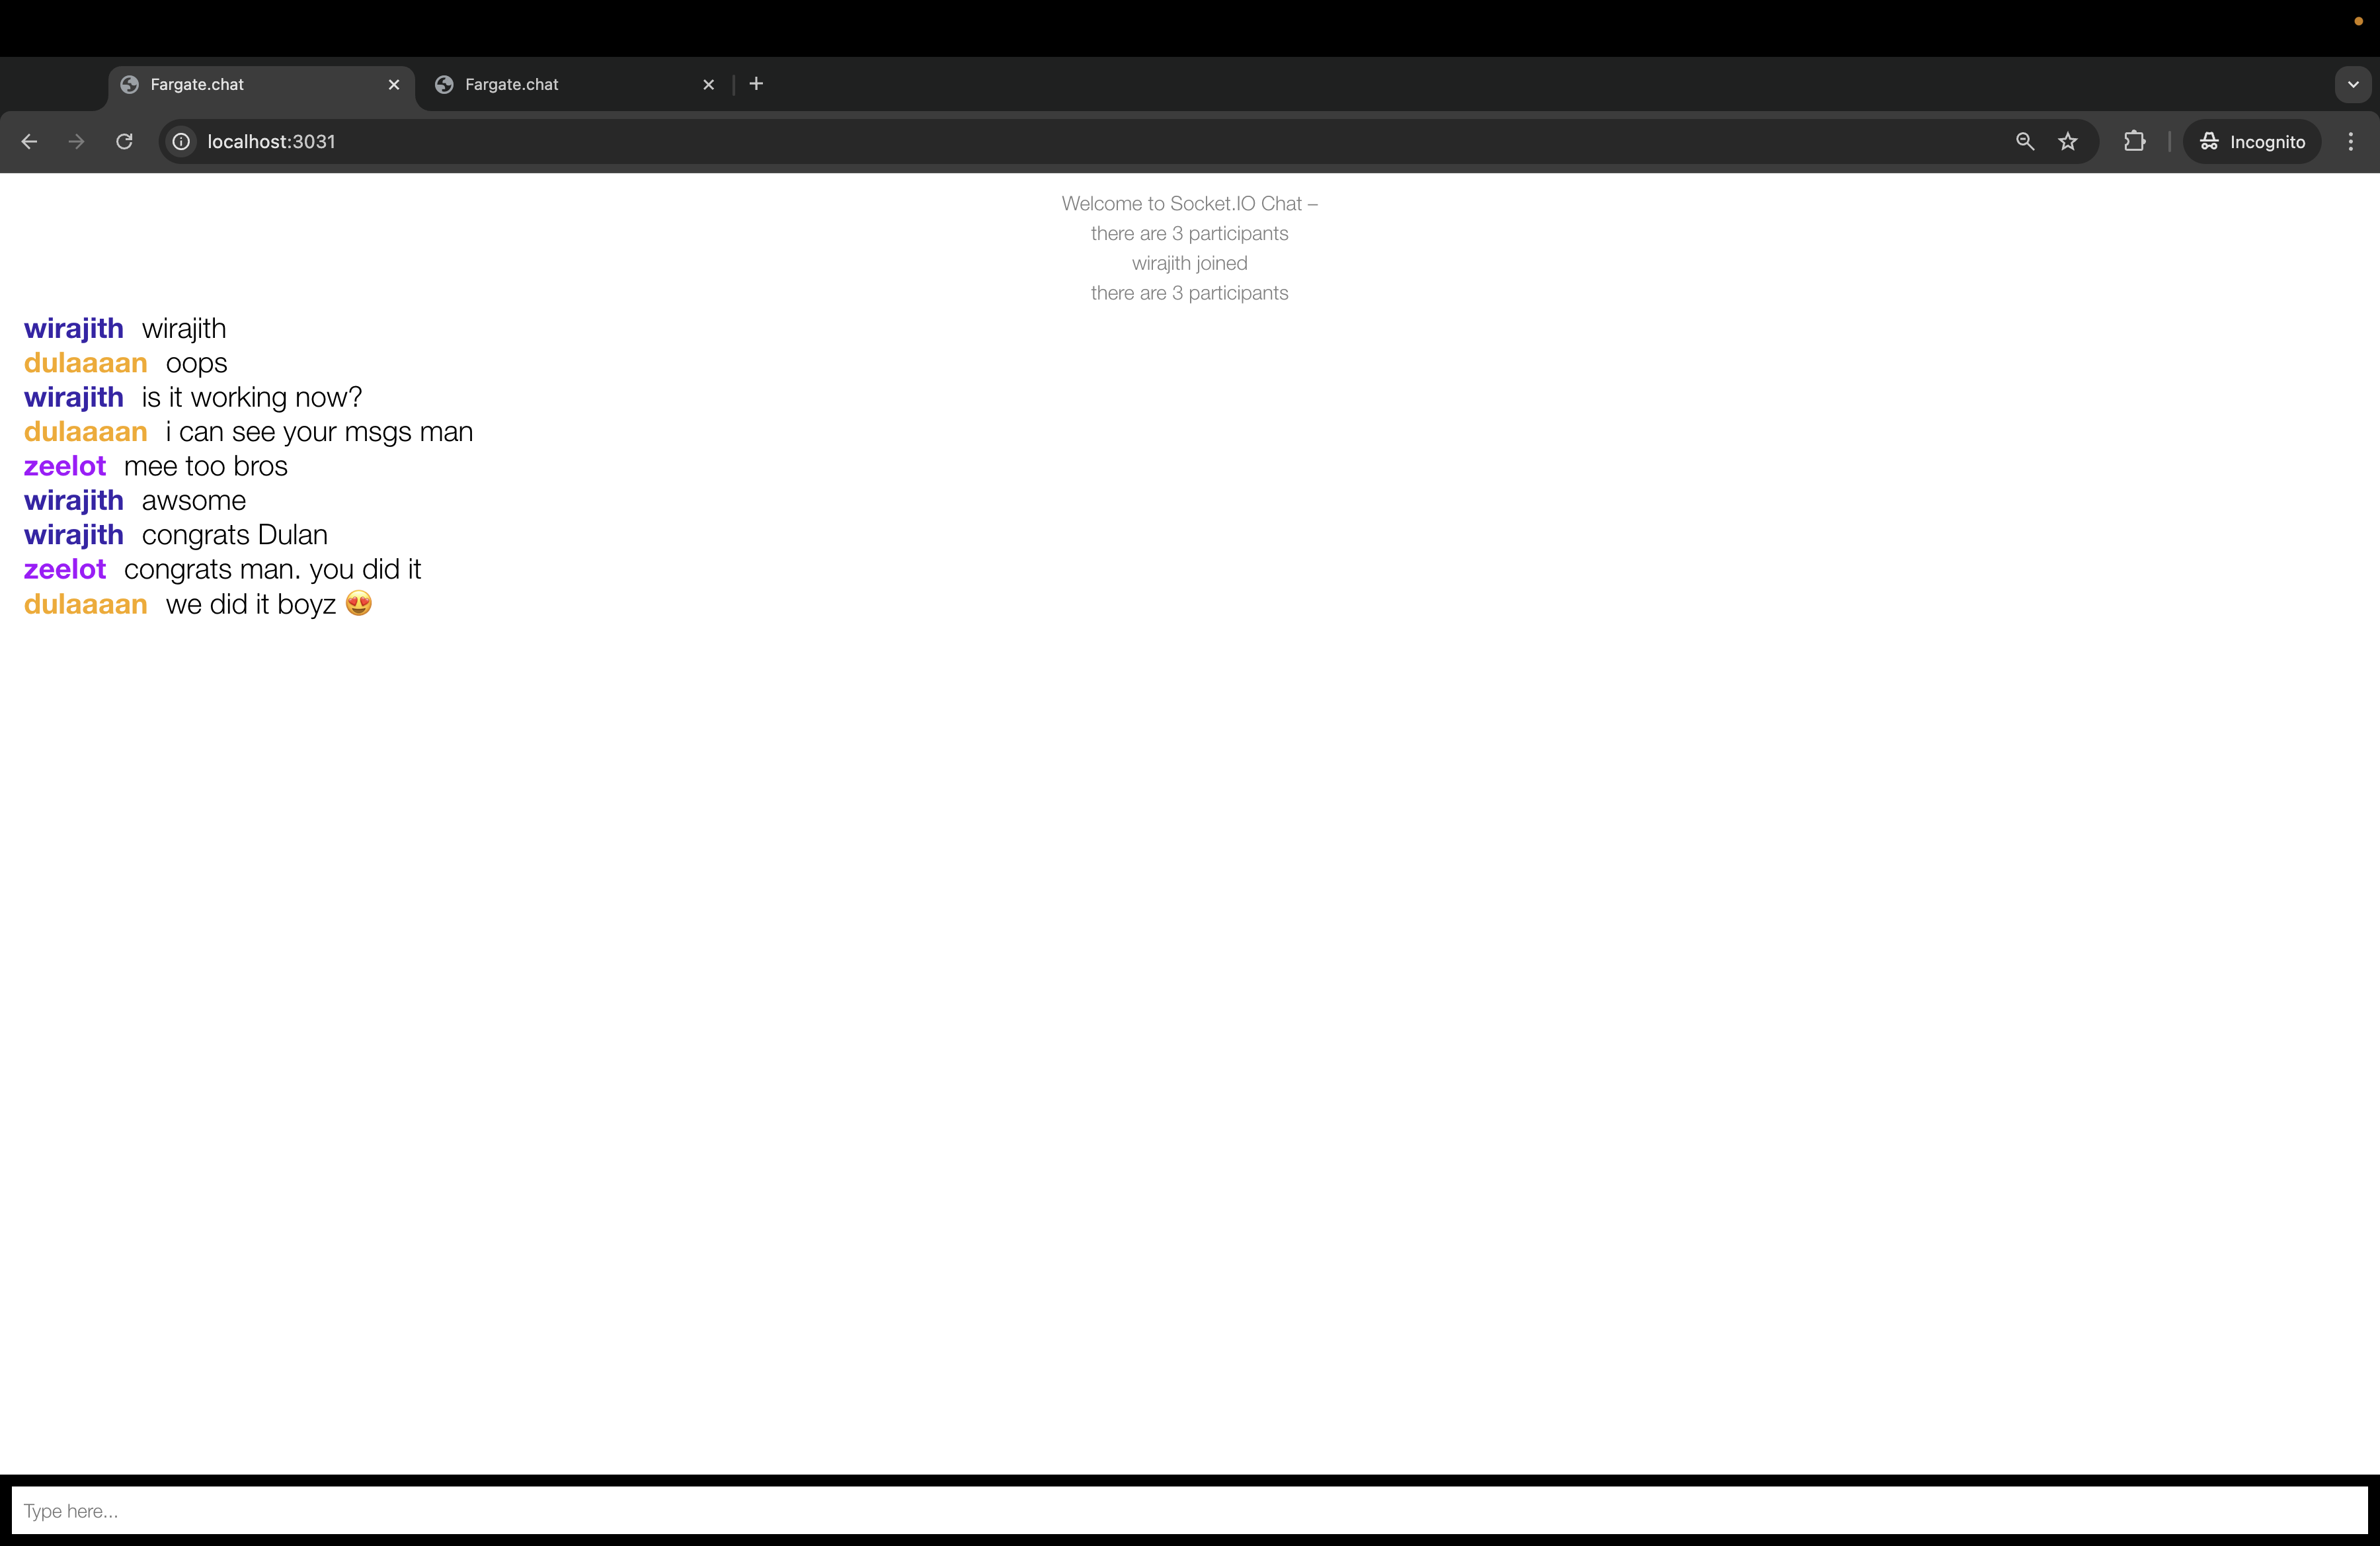 Fargate.chat
Fargate.chat
localhost:3031
Incognito
Welcome to Socket.IO Chat –
there are 3 participants
wirajith joined
there are 3 participants
wirajith wirajith
dulaaaan oops
wirajith is it working now?
dulaaaan i can see your msgs man
zeelot mee too bros
wirajith awsome
wirajith congrats Dulan
zeelot congrats man. you did it
dulaaaan we did it boyz 😍
Type here...